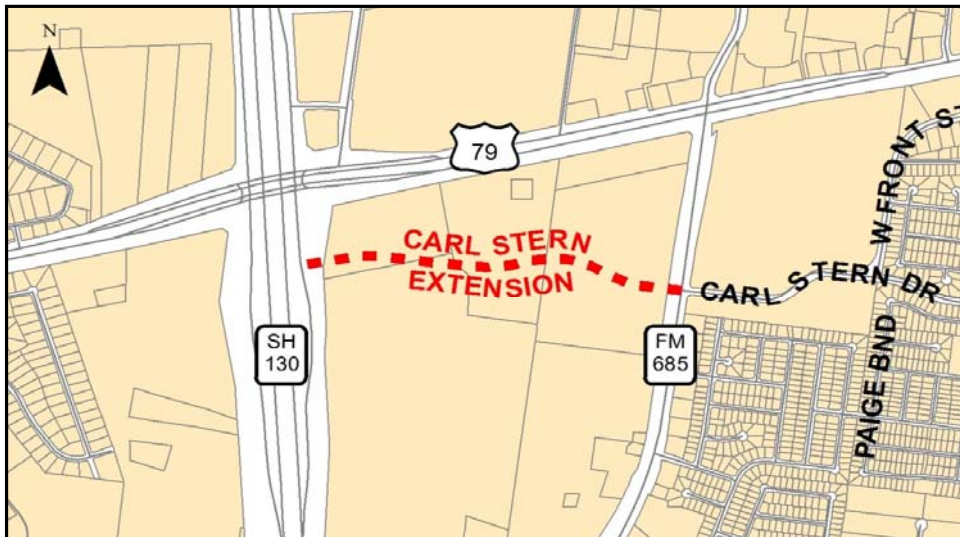 N
79
W FRONT ST
CARL STERN
EXTENSION
CARL STERN DR
SH
130
FM
685
PAIGE BND